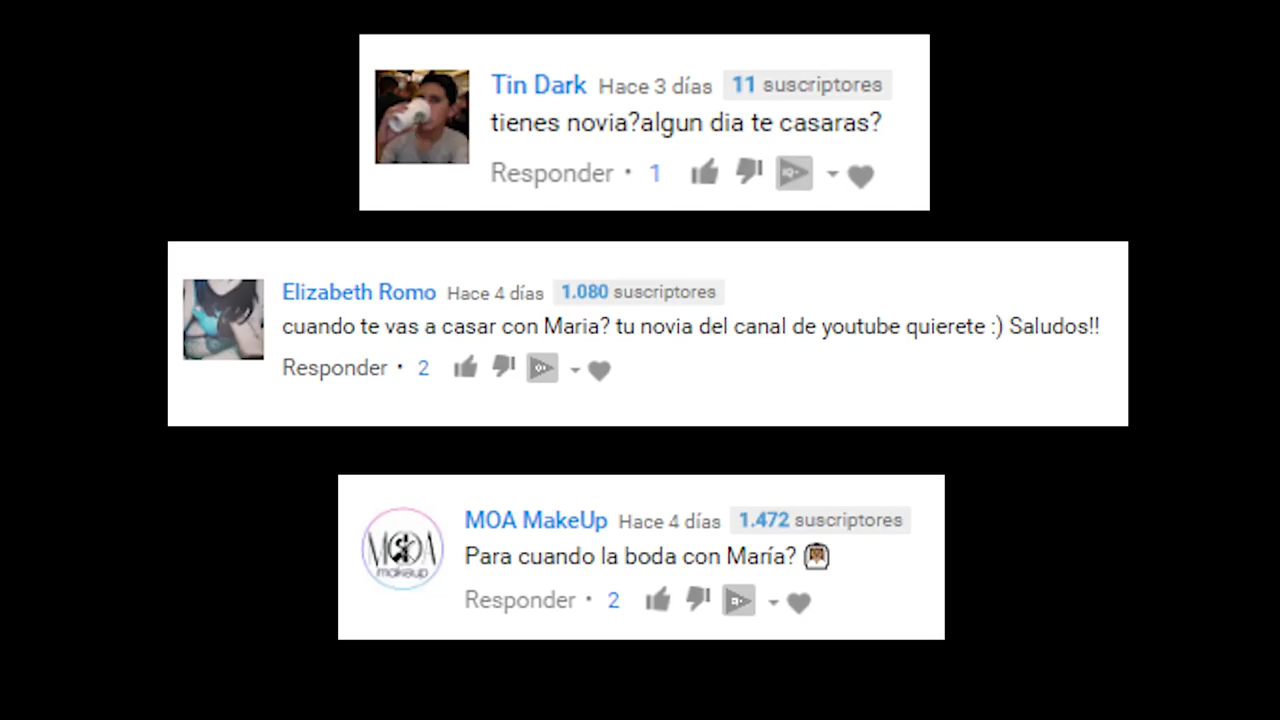 Tin Dark Hace 3 días 11 suscriptores
tienes novia?algun dia te casaras?
Responder · 1
Elizabeth Romo Hace 4 días 1.080 suscriptores
cuando te vas a casar con Maria? tu novia del canal de youtube quierete :) Saludos!!
Responder · 2
MOA MakeUp Hace 4 días 1.472 suscriptores
Para cuando la boda con María? 👰🏾
MOA
makeup
Responder · 2